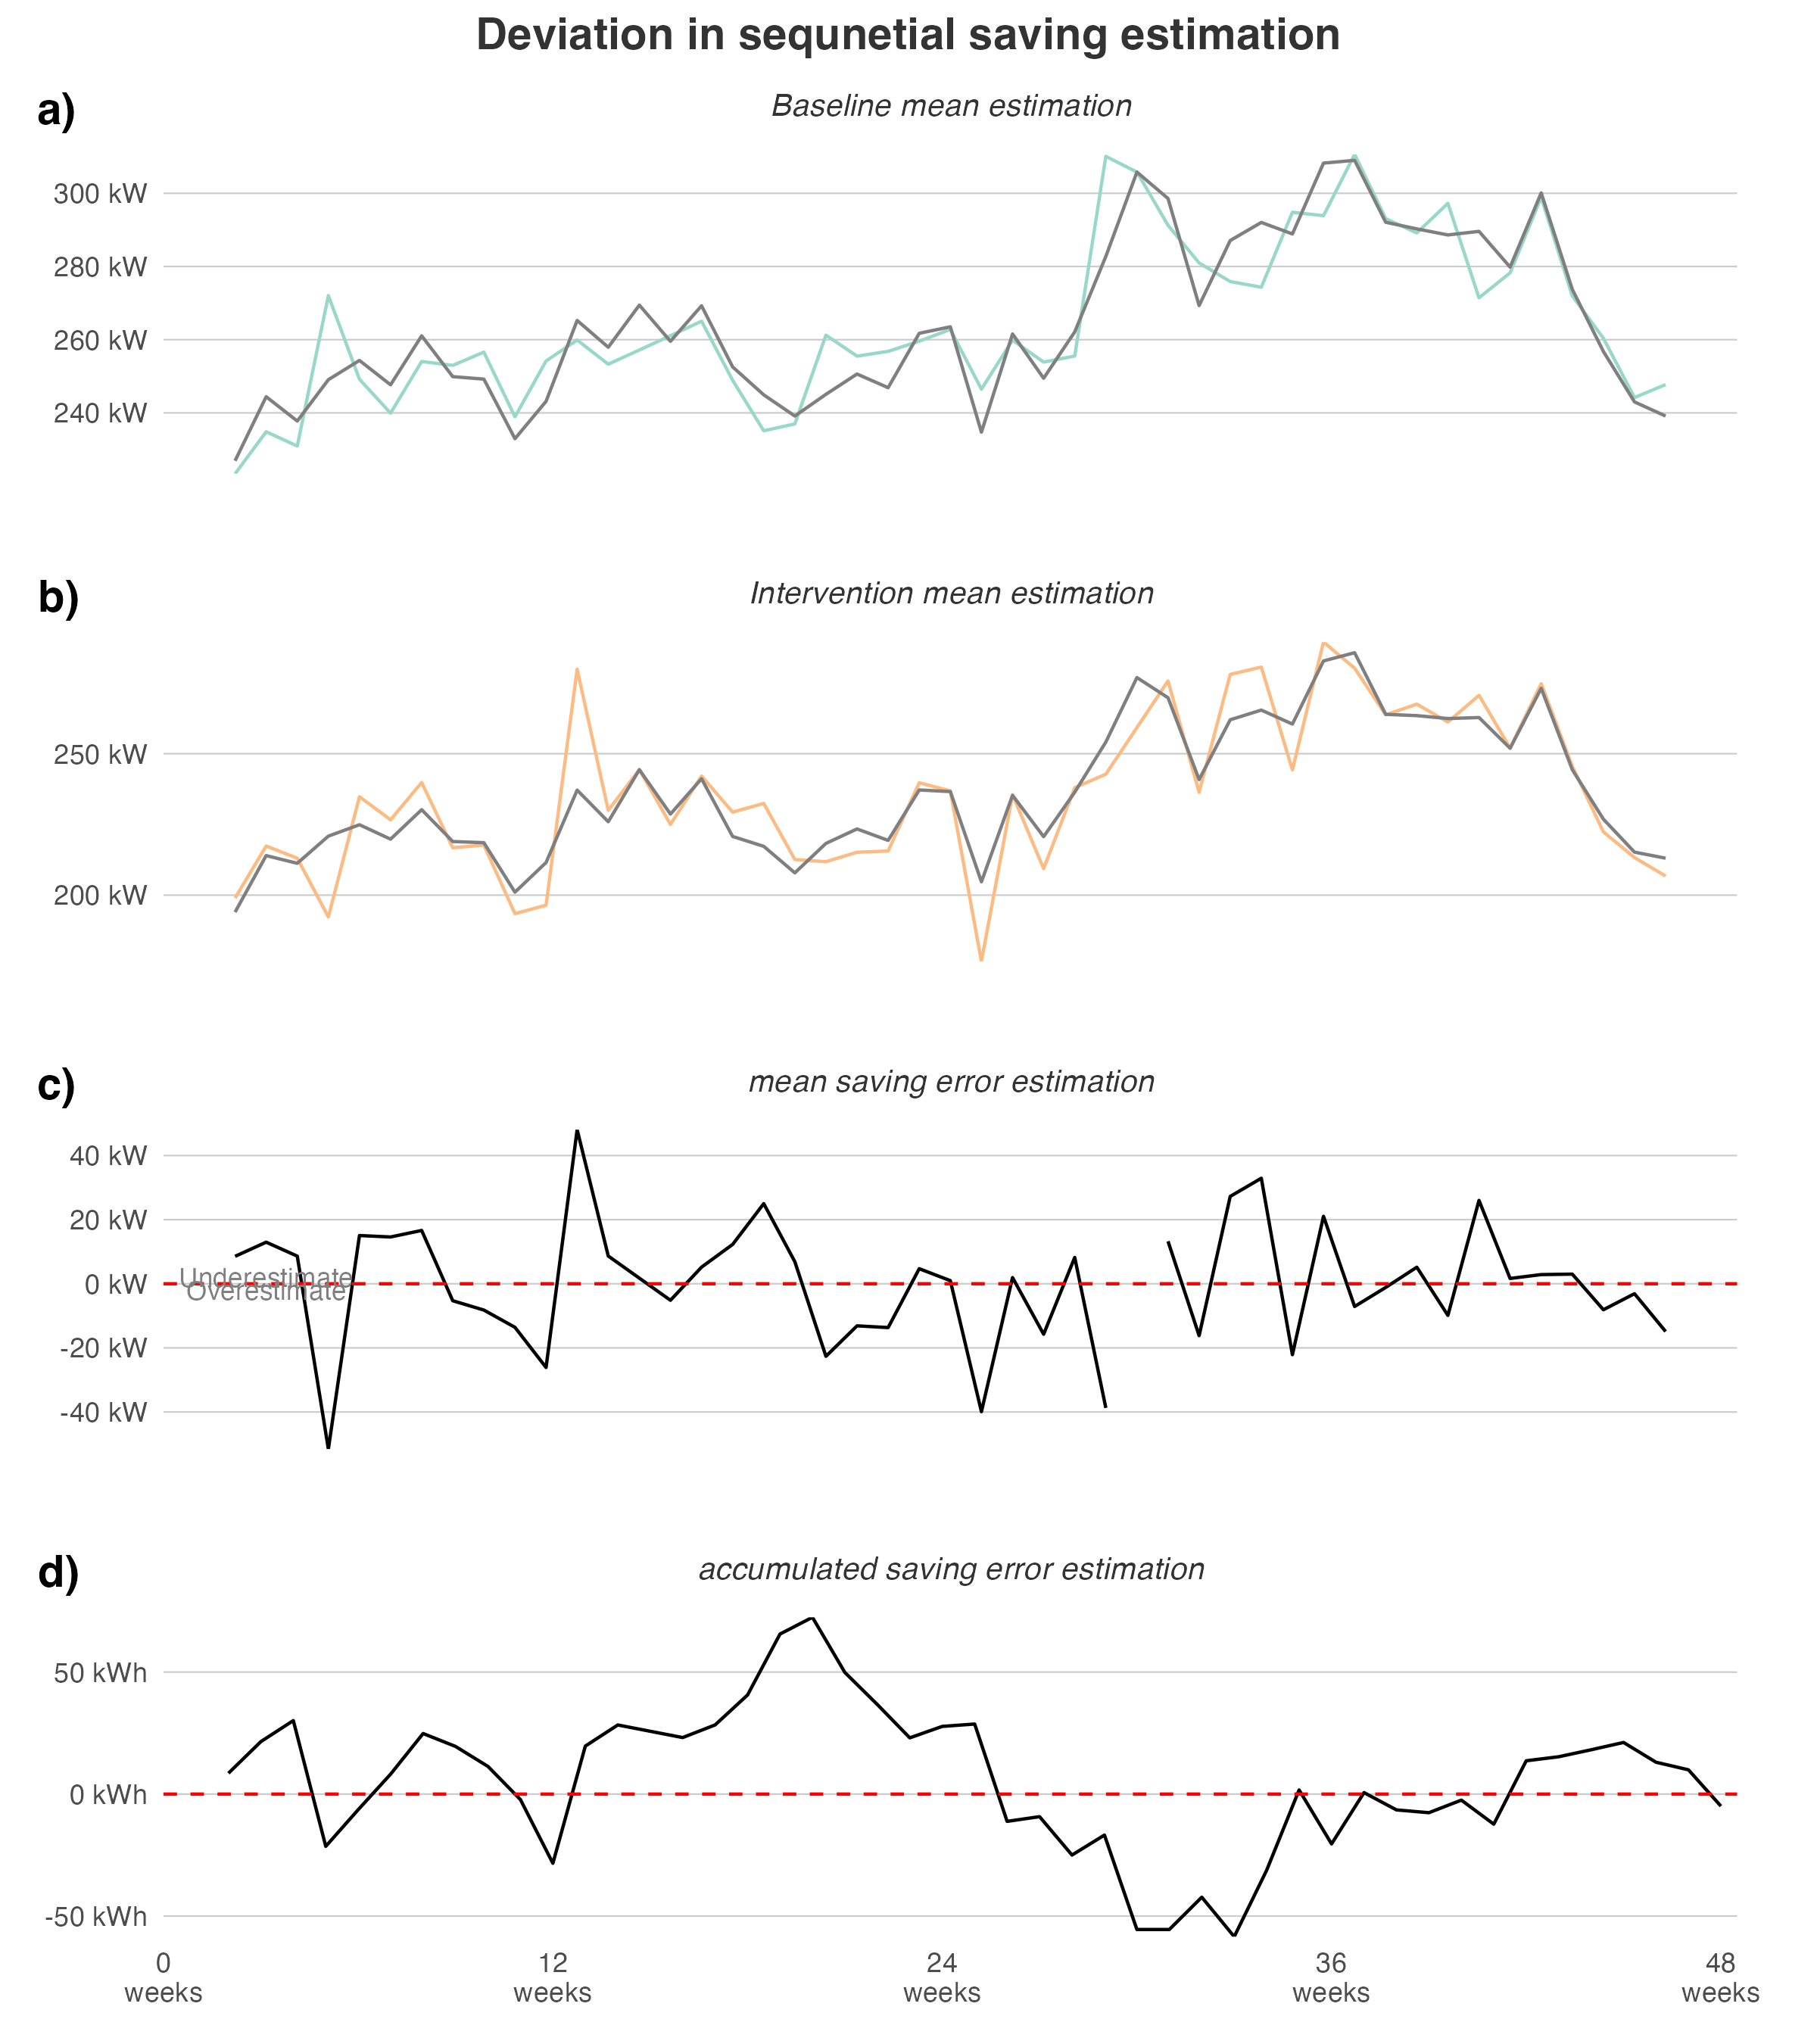 Deviation in sequnetial saving estimation
a)
Baseline mean estimation
300 kW
280 kW
260 kW
240 kW
b)
Intervention mean estimation
250 kW
200 kW
c)
mean saving error estimation
40 kW
20 kW
Underestimate
0 kW
Overestimate
-20 kW
-40 kW
d)
accumulated saving error estimation
50 kWh
0 kWh
-50 kWh
0 12 24 36 48
weeks weeks weeks weeks weeks